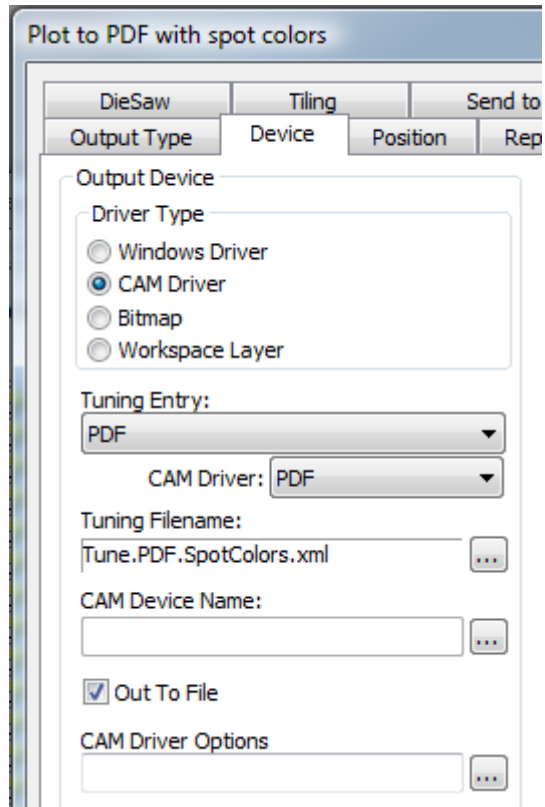 Plot to PDF with spot colors
DieSaw Tiling Send to
Output Type Device Position Rep
Output Device
Driver Type
Windows Driver
CAM Driver
Bitmap
Workspace Layer
Tuning Entry:
PDF
CAM Driver: PDF
Tuning Filename:
Tune.PDF.SpotColors.xml
...
CAM Device Name:
...
Out To File
CAM Driver Options
...